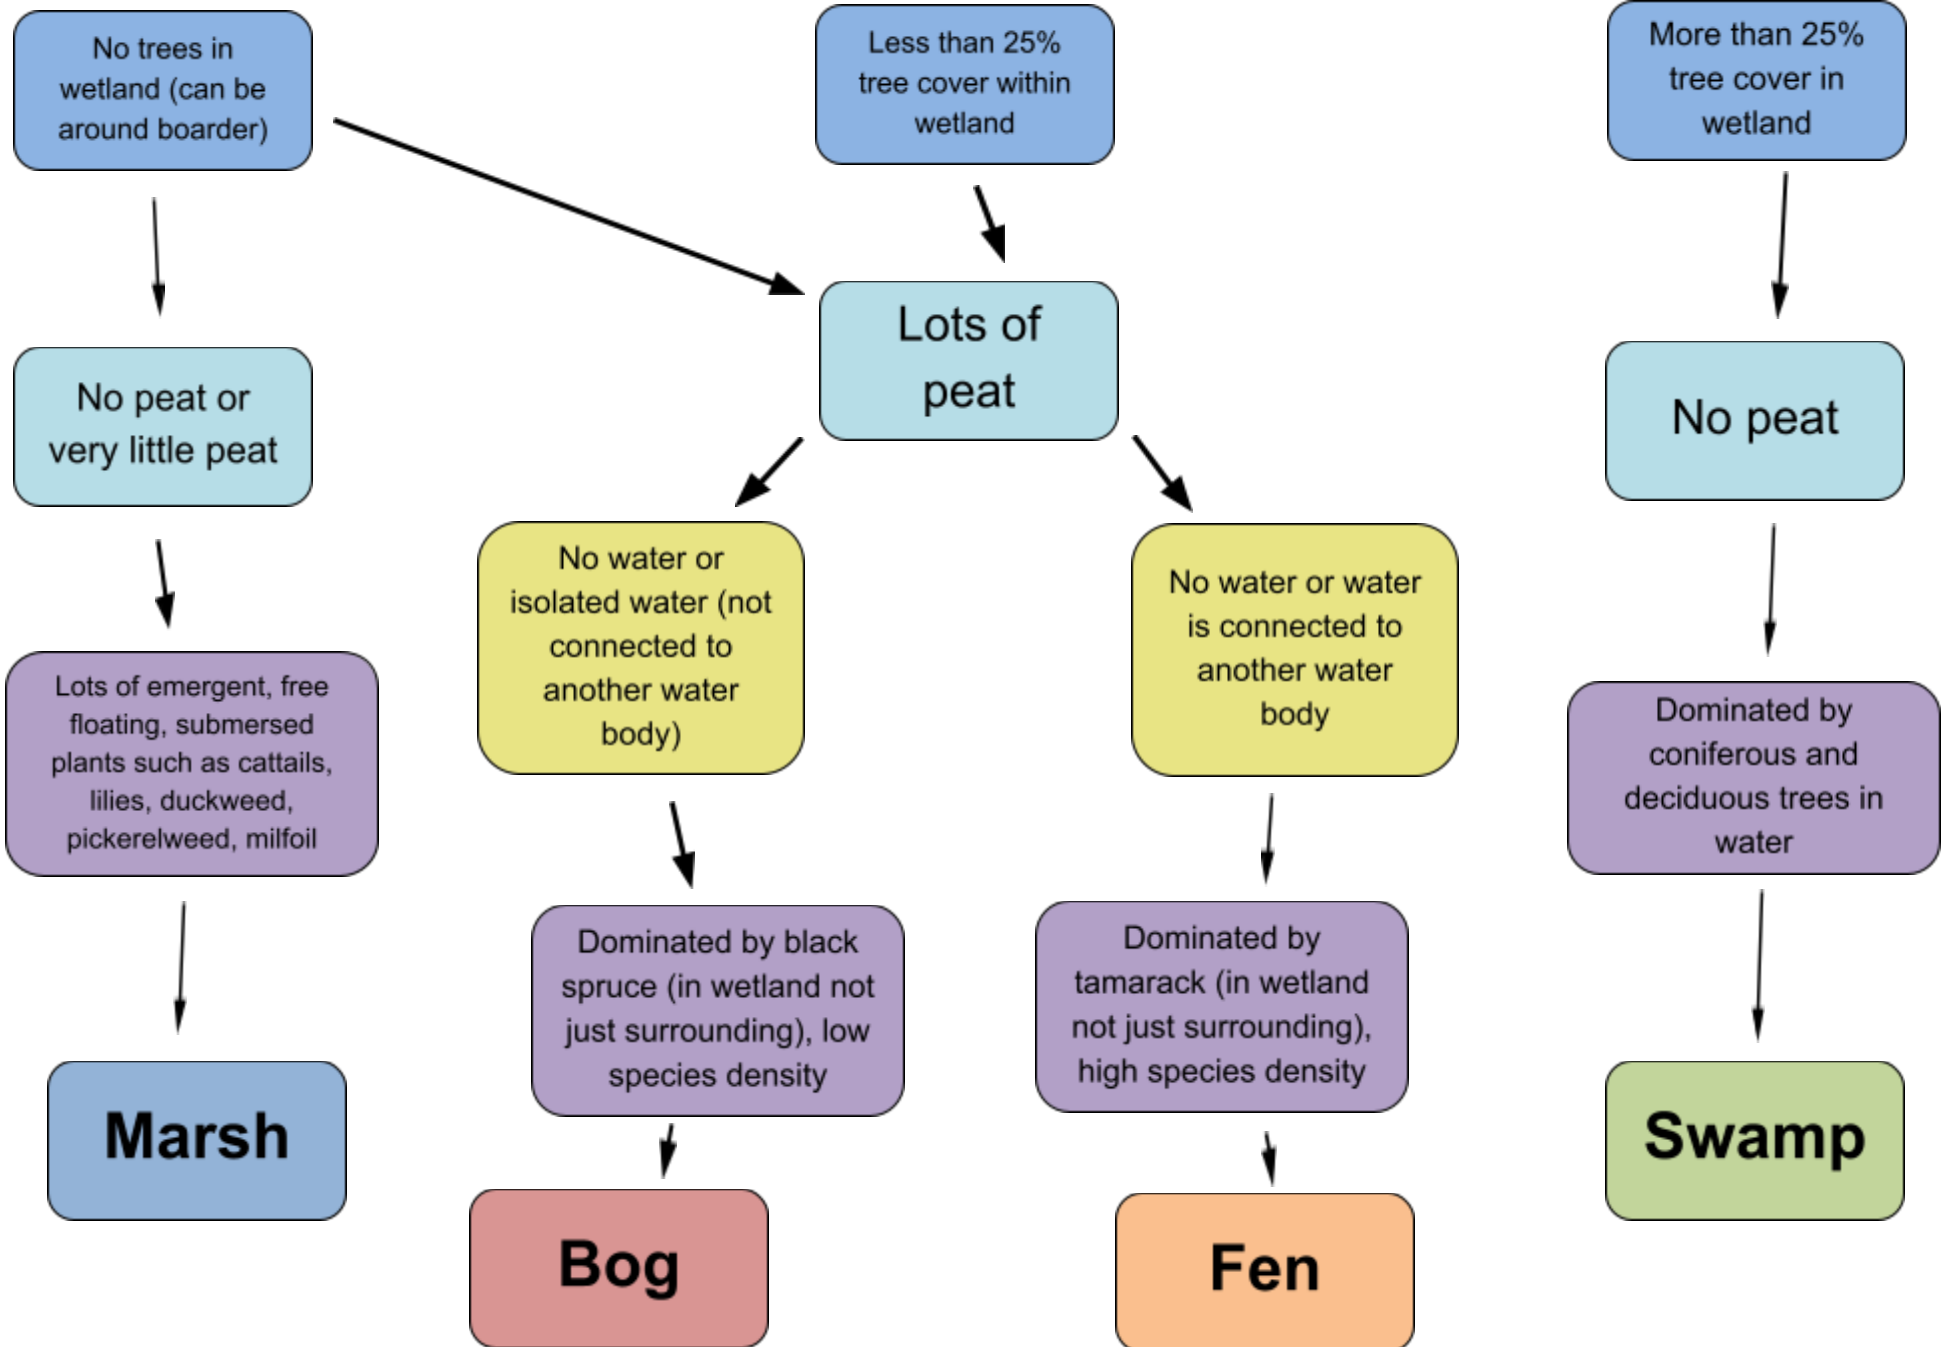 No trees in
wetland (can be
around boarder)
Less than 25%
tree cover within
wetland
More than 25%
tree cover in
wetland
Lots of
peat
No peat or
very little peat
No peat
No water or
isolated water (not
connected to
another water
body)
No water or water
is connected to
another water
body
Lots of emergent, free
floating, submersed
plants such as cattails,
lilies, duckweed,
pickerelweed, milfoil
Dominated by
coniferous and
deciduous trees in
water
Dominated by black
spruce (in wetland not
just surrounding), low
species density
Dominated by
tamarack (in wetland
not just surrounding),
high species density
Marsh
Bog
Fen
Swamp